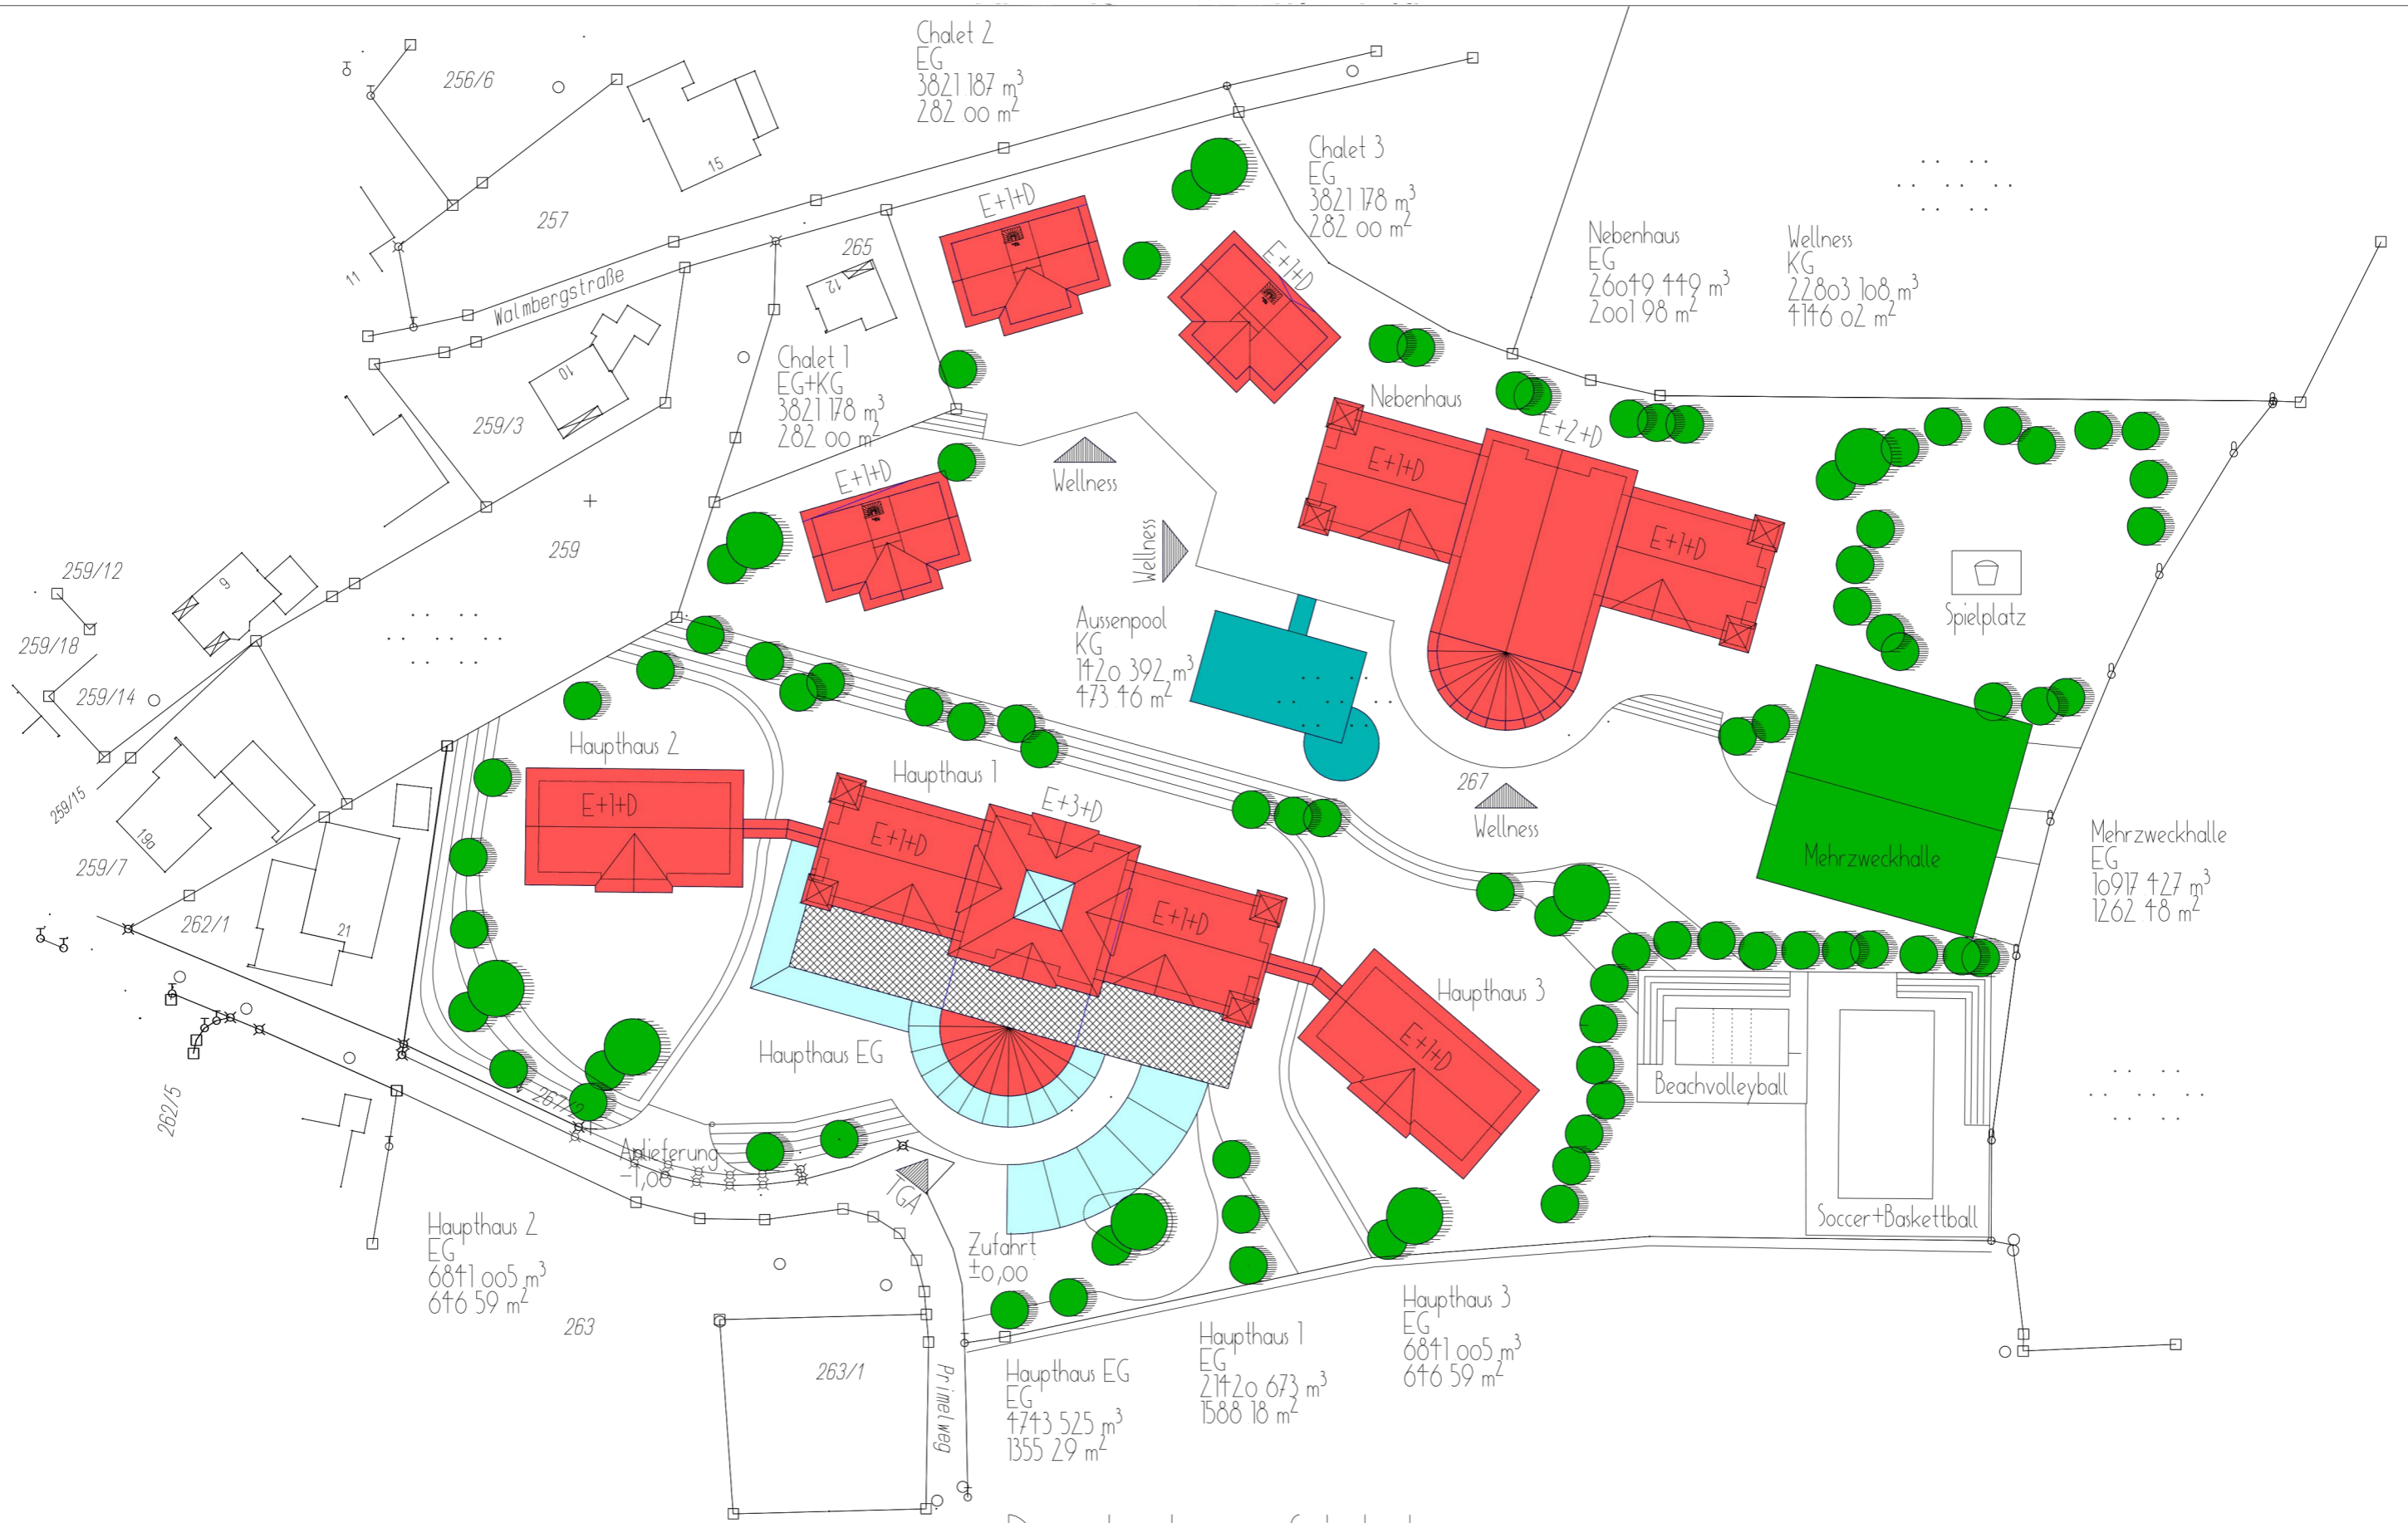 Chalet 2
EG
3821 187 m³
282 00 m²
256/6
15
257
11
Walmbergstraße
265
12
Chalet 3
EG
3821 178 m³
282 00 m²
E+1+D
E+1+D
Nebenhaus
EG
26049 449 m³
2001 98 m²
Wellness
KG
22803 108 m³
4146 02 m²
10
259/3
Chalet 1
EG+KG
3821 178 m³
282 00 m²
E+1+D
259
Wellness
Wellness
Nebenhaus
E+1+D
E+2+D
E+1+D
Spielplatz
259/12
9
259/18
259/14
259/15
19a
259/7
262/1
21
Aussenpool
KG
1420 392 m³
473 46 m²
Haupthaus 2
E+1+D
Haupthaus 1
E+1+D
E+3+D
E+1+D
267
Wellness
Mehrzweckhalle
Mehrzweckhalle
EG
10917 427 m³
1262 48 m²
Haupthaus 3
E+1+D
Haupthaus EG
Beachvolleyball
Soccer+Baskettball
262/5
267/2
Anlieferung
-1,00
TGA
Zufahrt
±0,00
Haupthaus 2
EG
6841 005 m³
646 59 m²
263
263/1
Primelweg
Haupthaus EG
EG
4743 525 m³
1355 29 m²
Haupthaus 1
EG
21420 673 m³
1588 18 m²
Haupthaus 3
EG
6841 005 m³
646 59 m²